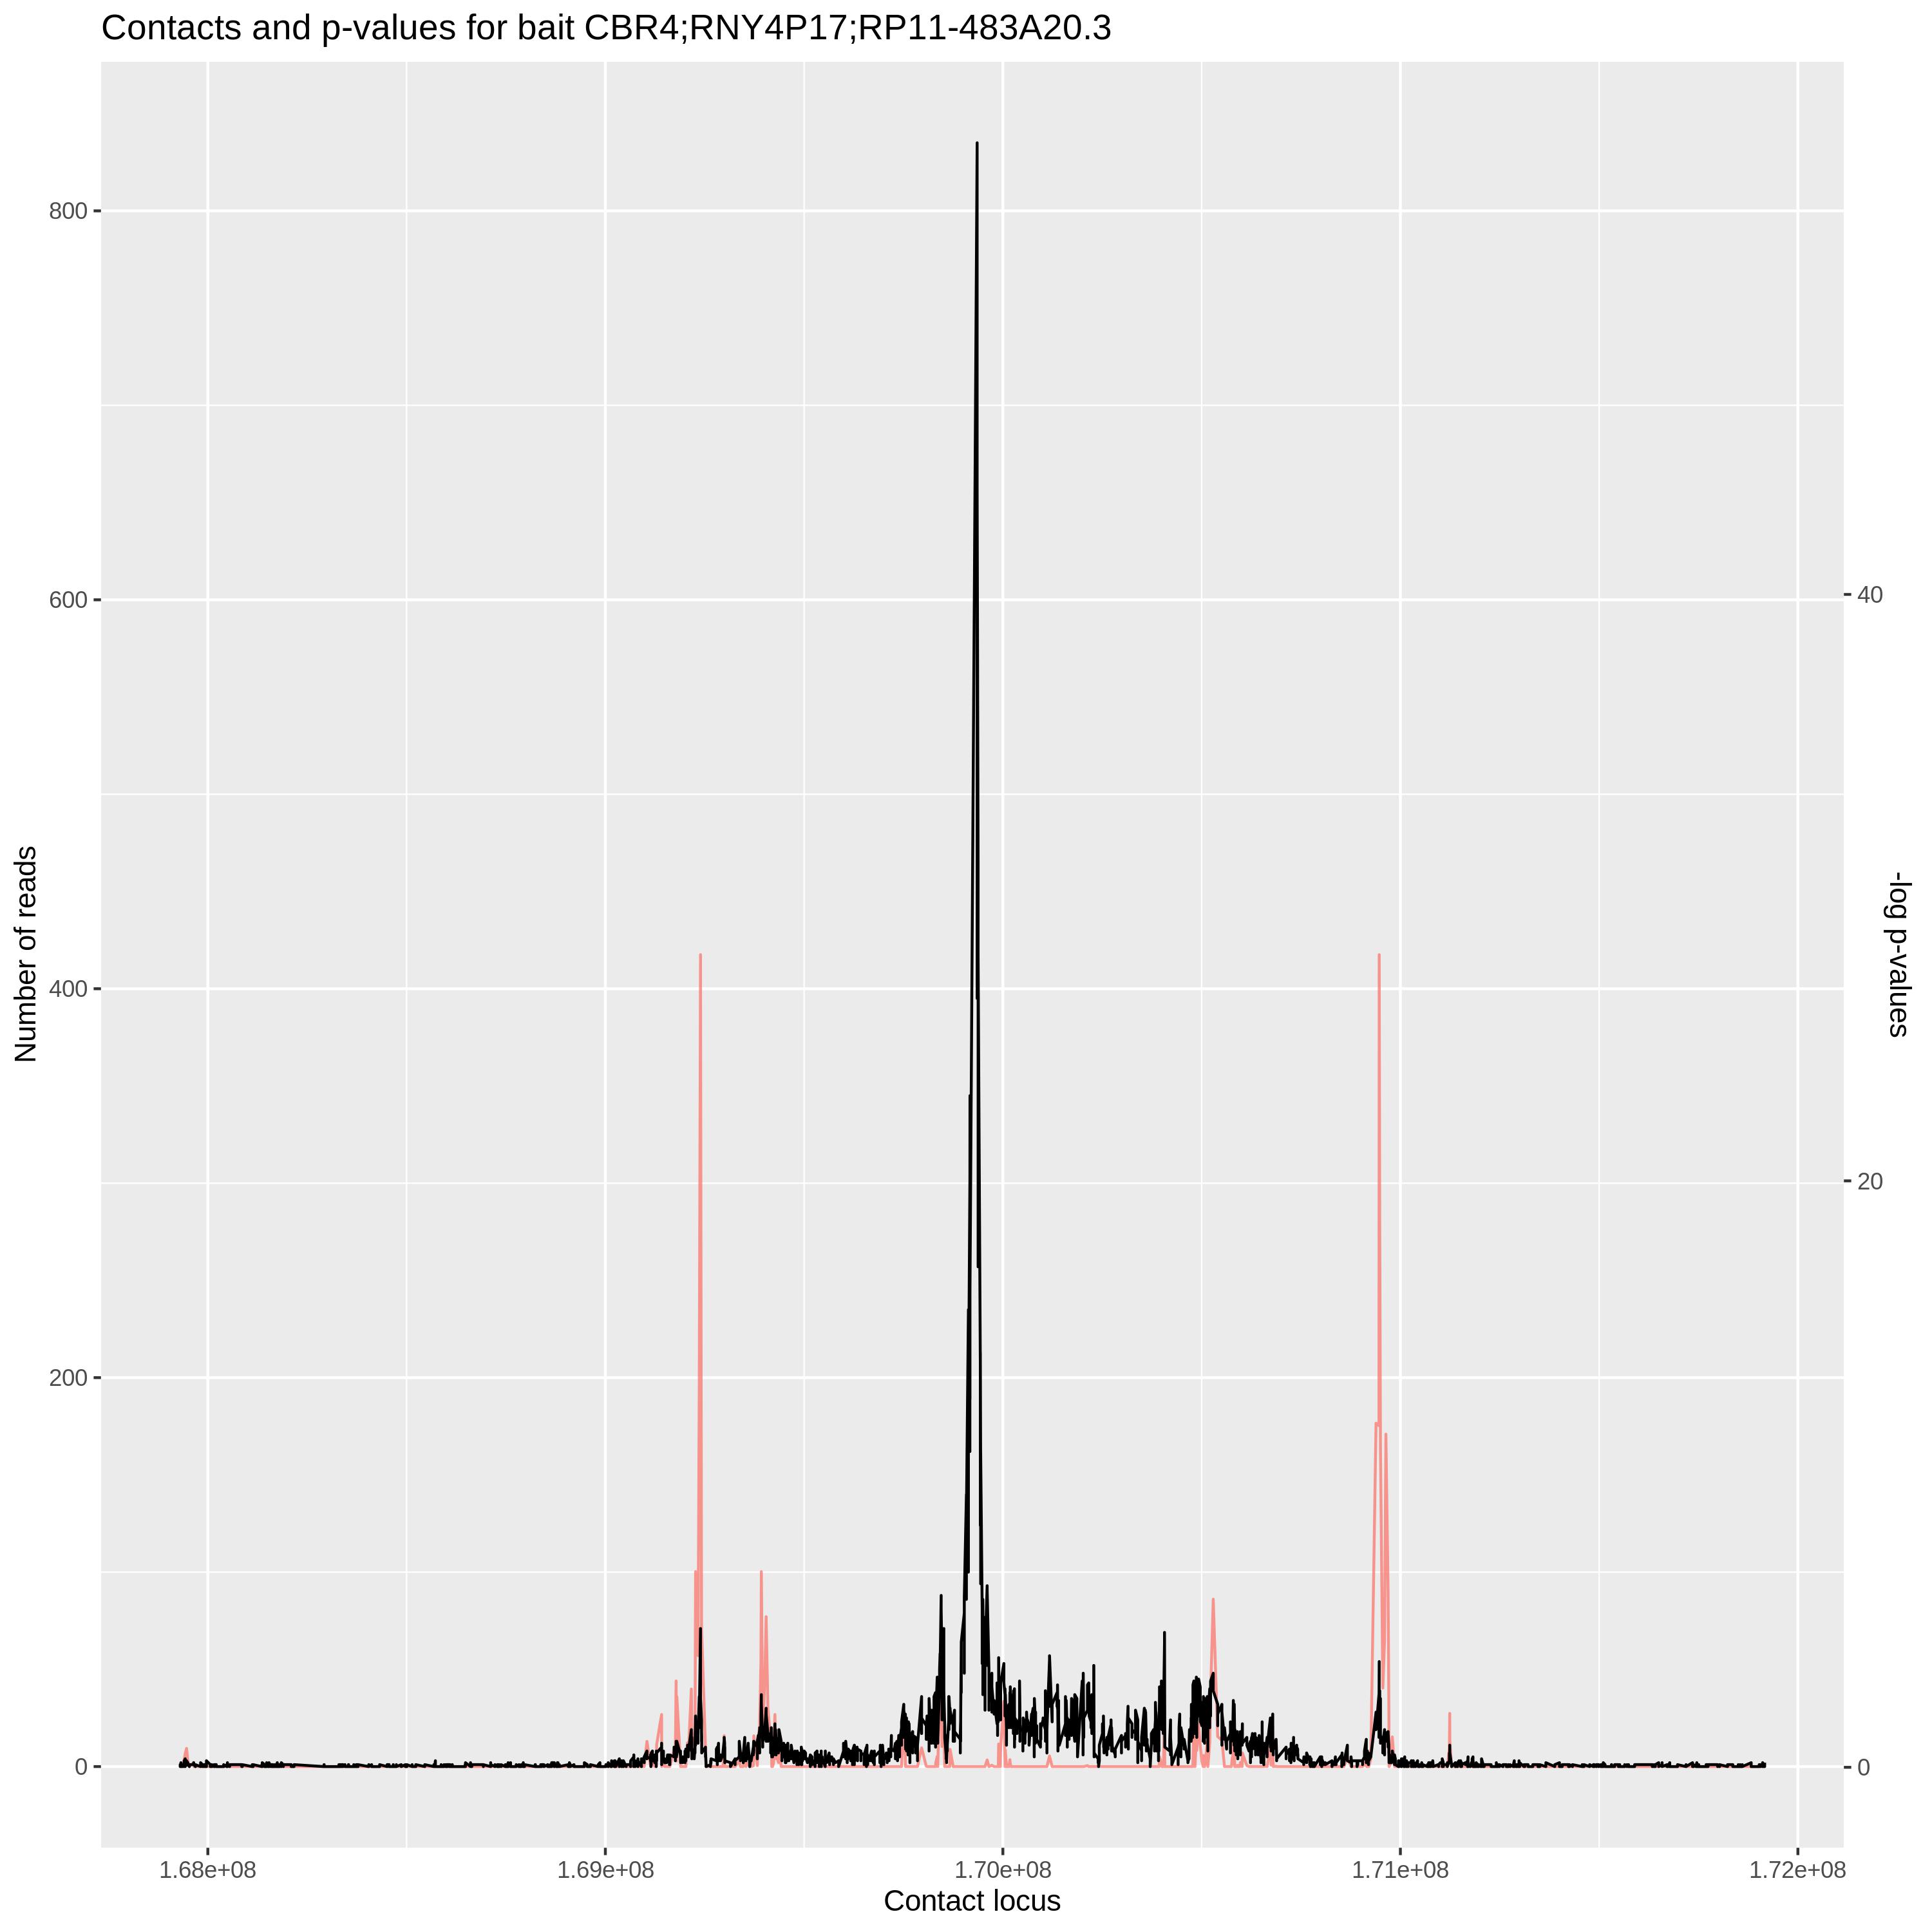 Contacts and p-values for bait CBR4;RNY4P17;RP11-483A20.3
800
600
400
200
0
Number of reads
40
20
0
-log p-values
1.68e+08 1.69e+08 1.70e+08 1.71e+08 1.72e+08
Contact locus